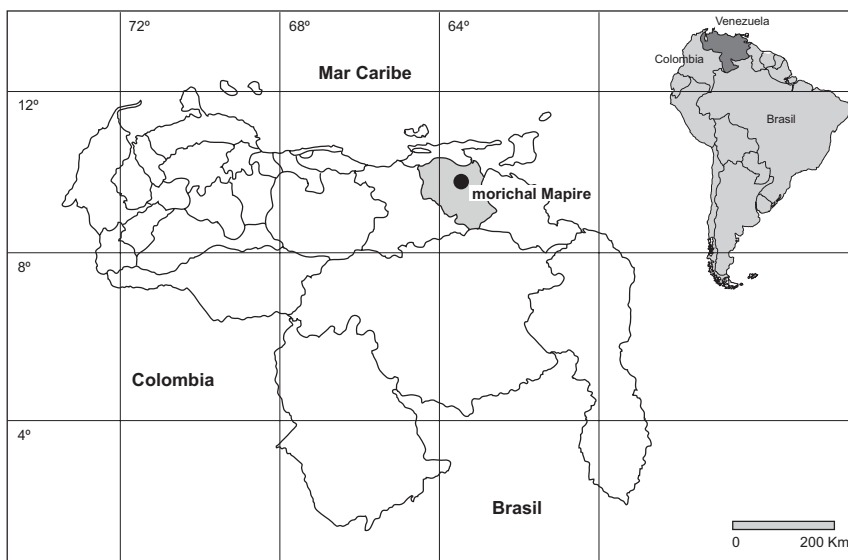 72º
68º
64º
Venezuela
Colombia
Mar Caribe
12º
Brasil
morichal Mapire
8º
Colombia
4º
Brasil
0
200 Km